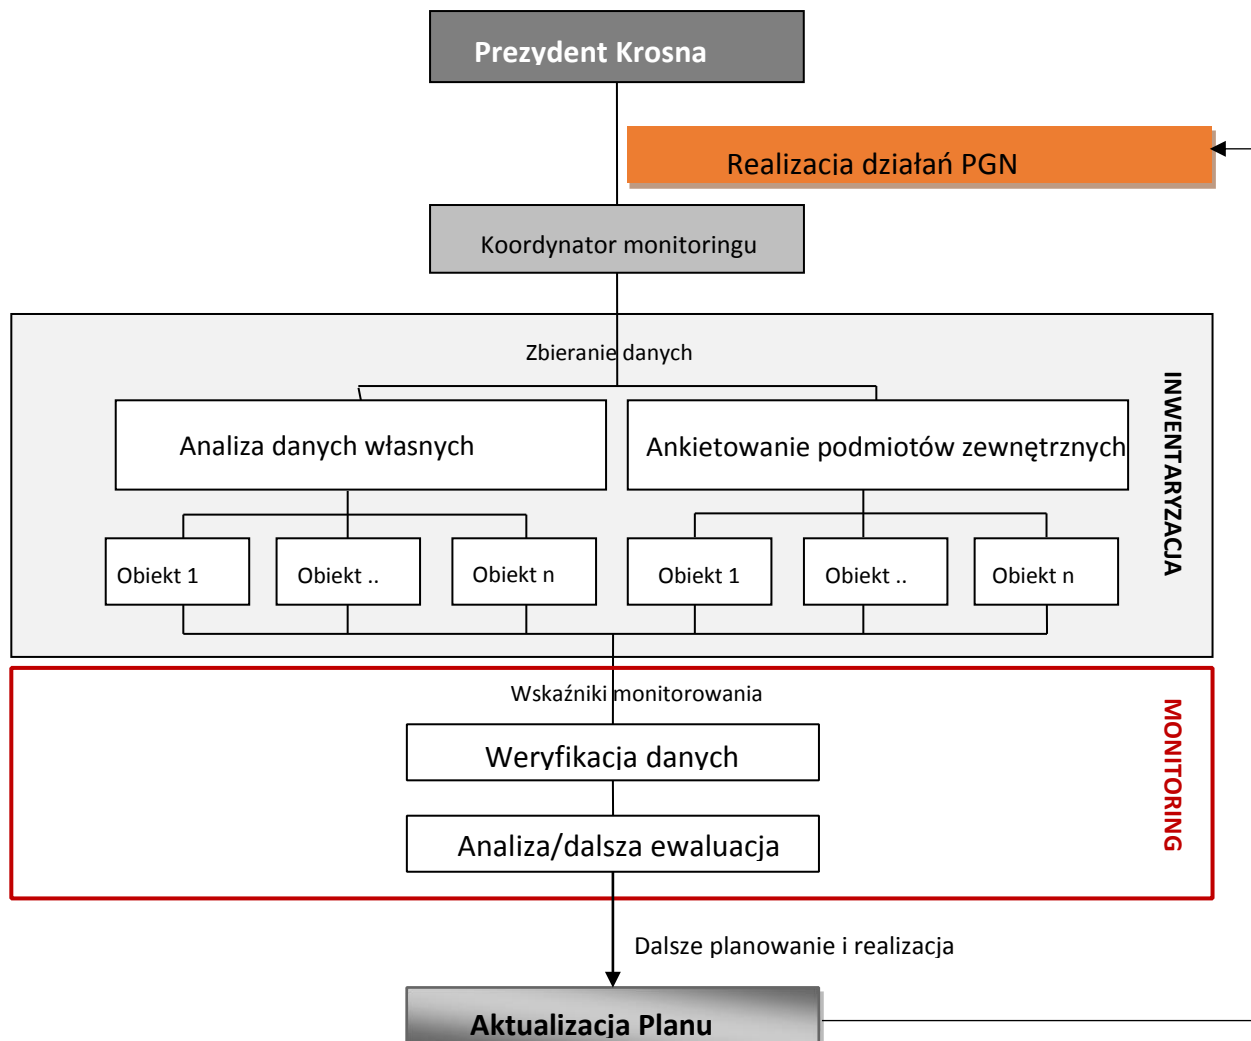 Prezydent Krosna
Realizacja działań PGN
Koordynator monitoringu
Zbieranie danych
INWENTARYZACJA
Analiza danych własnych
Ankietowanie podmiotów zewnętrznych
Obiekt 1
Obiekt ..
Obiekt n
Obiekt 1
Obiekt ..
Obiekt n
Wskaźniki monitorowania
MONITORING
Weryfikacja danych
Analiza/dalsza ewaluacja
Dalsze planowanie i realizacja
Aktualizacja Planu